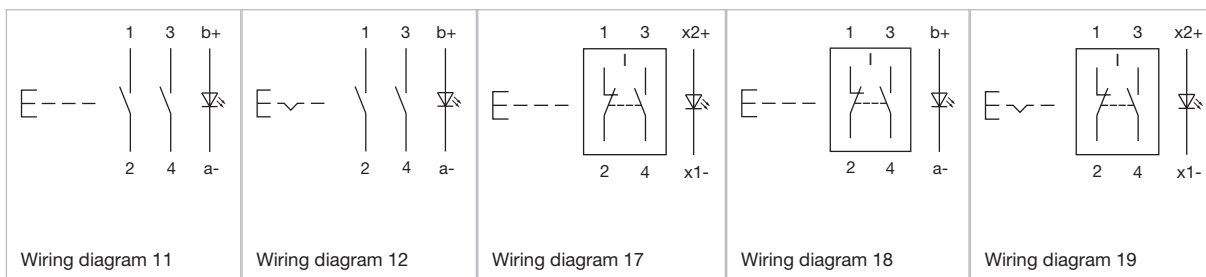 1 3 b+
2 4 a-
Wiring diagram 11
1 3 b+
2 4 a-
Wiring diagram 12
1 3 x2+
I
2 4 x1-
Wiring diagram 17
1 3 b+
I
2 4 a-
Wiring diagram 18
1 3 x2+
I
2 4 x1-
Wiring diagram 19